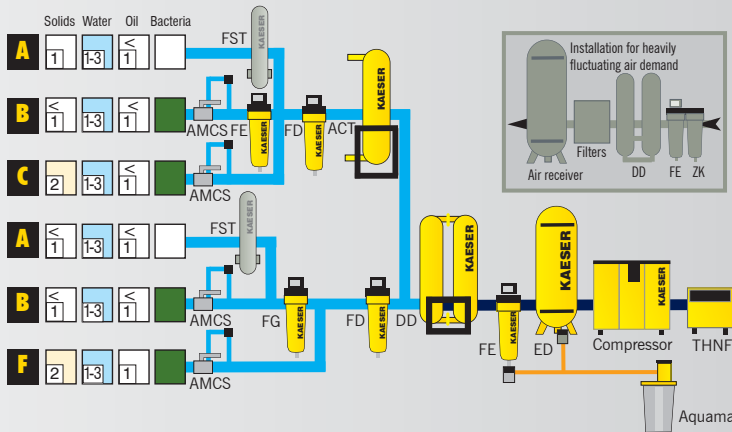 Solids Water Oil Bacteria
A 1 1-3 < 1 FST KAESER
B < 1 1-3 < 1 AMCS FE KAESER FD KAESER ACT KAESER
C 2 1-3 < 1 AMCS
A < 1 1-3 < 1 FST KAESER
B < 1 1-3 < 1 AMCS FG KAESER FD KAESER DD
F 2 1-3 1 AMCS
KAESER KAESER
FE KAESER ED KAESER
Compressor KAESER THNF
Aquama
Installation for heavily
fluctuating air demand
Air receiver
Filters
DD FE ZK